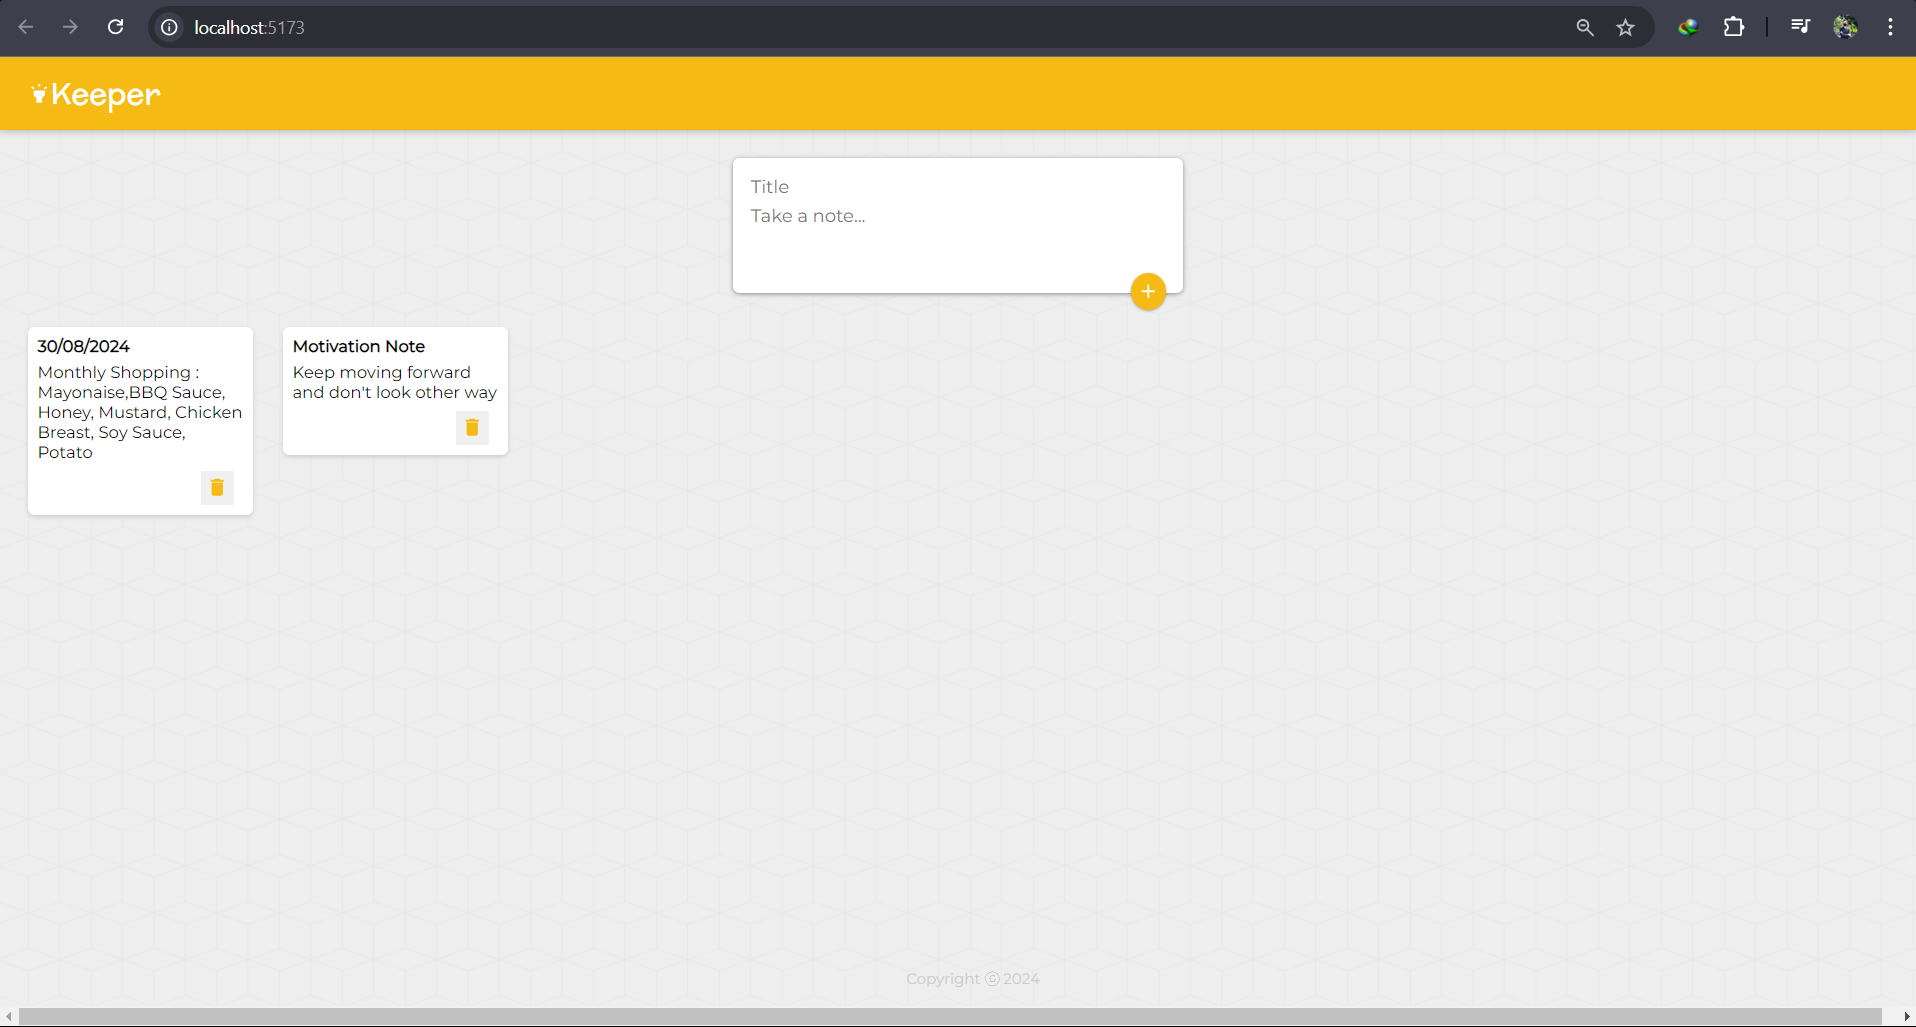 localhost:5173
Keeper
Title
Take a note...
30/08/2024
Monthly Shopping :
Mayonaise,BBQ Sauce,
Honey, Mustard, Chicken
Breast, Soy Sauce,
Potato
Motivation Note
Keep moving forward
and don't look other way
Copyright ⓒ 2024